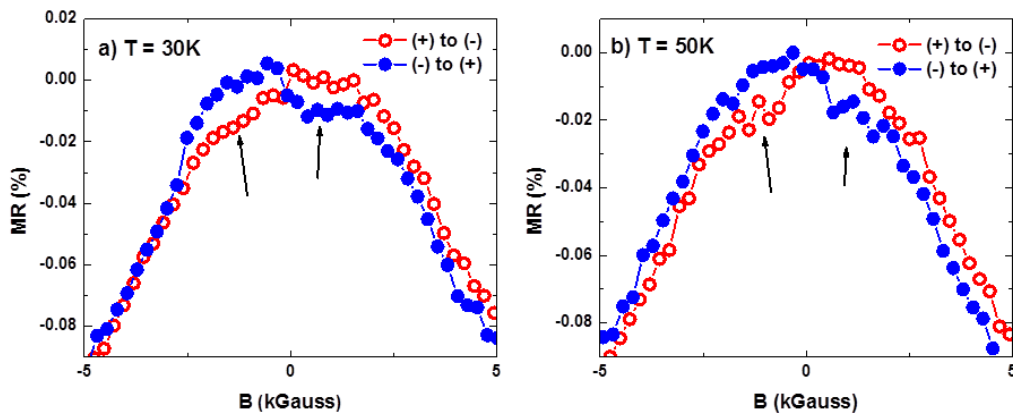 a) T = 30K
(+) to (-)
(-) to (+)
MR (%)
0.02
0.00
-0.02
-0.04
-0.06
-0.08
-5
0
5
B (kGauss)
b) T = 50K
(+) to (-)
(-) to (+)
MR (%)
0.00
-0.02
-0.04
-0.06
-0.08
-5
0
5
B (kGauss)